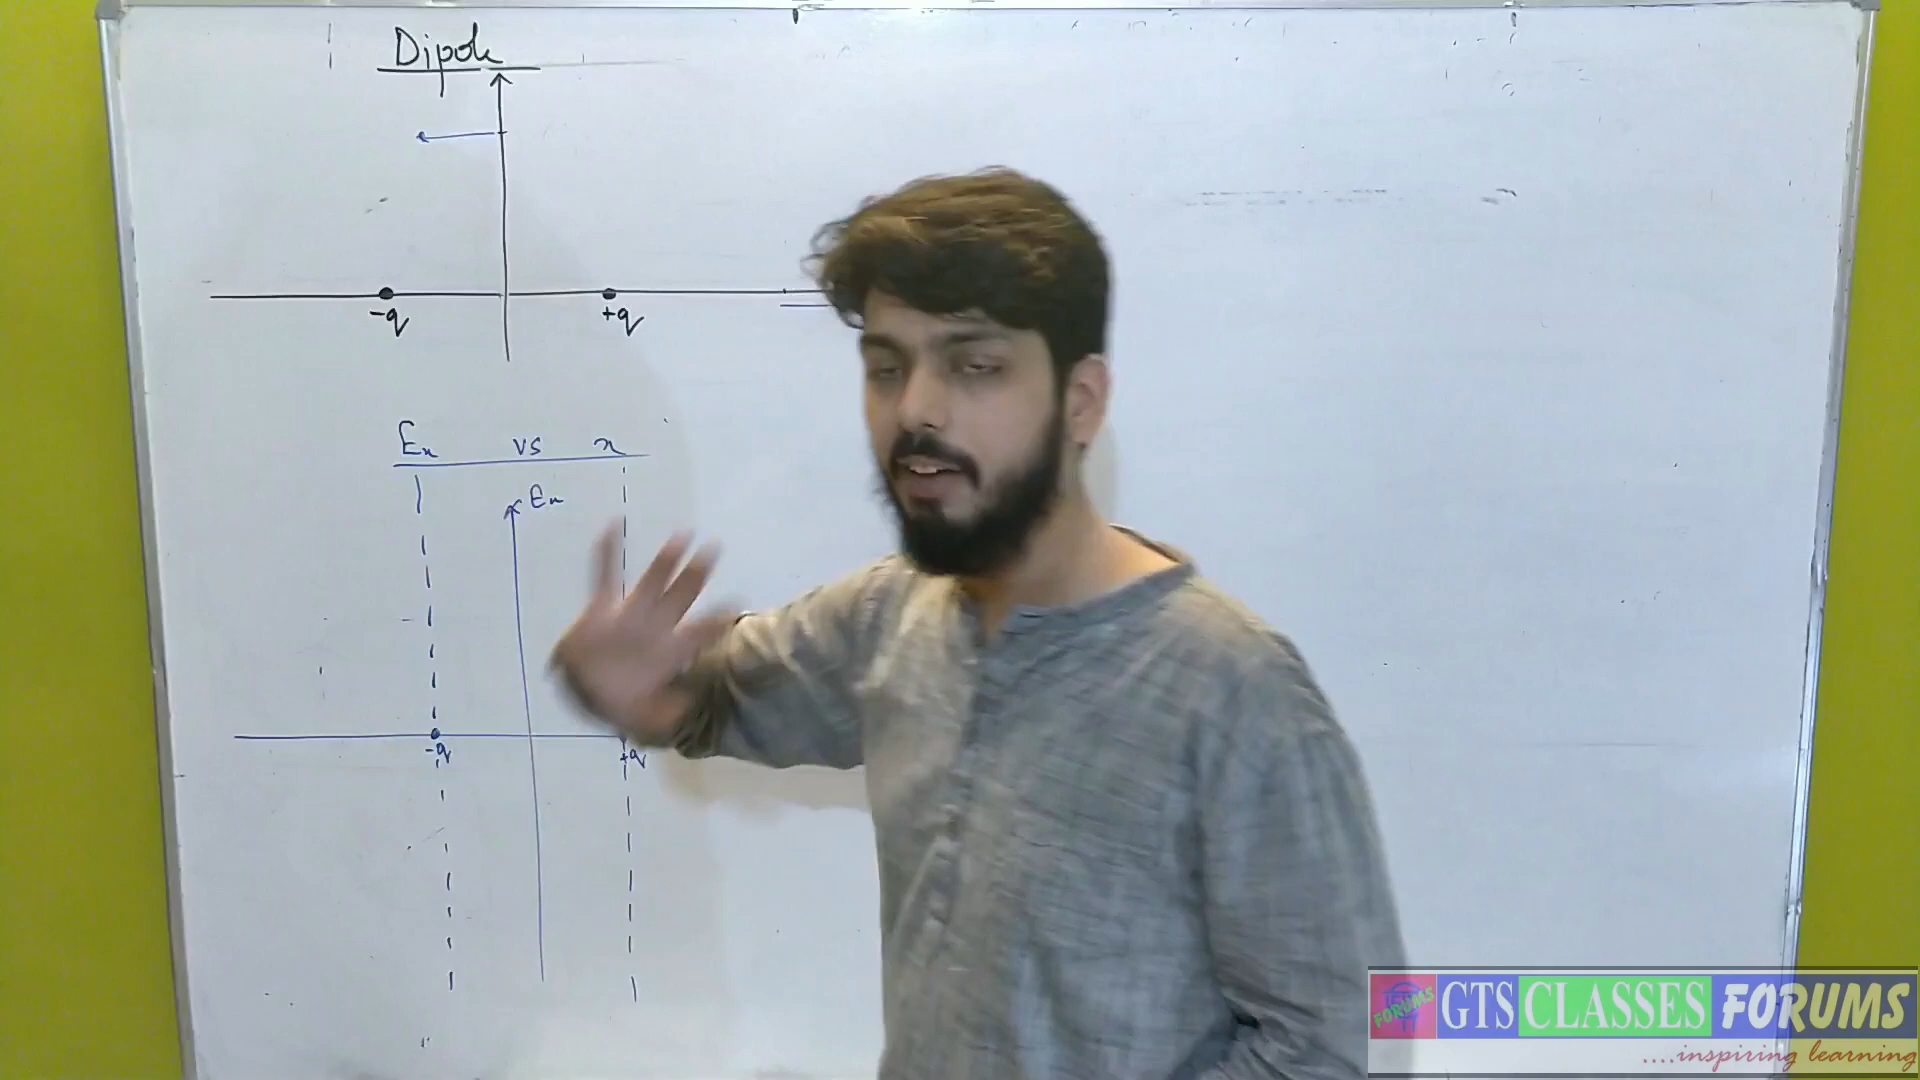 Dipole
-q +q
Ex vs x
Ex
-q +q
FORUMS GTS CLASSES FORUMS
....inspiring learning